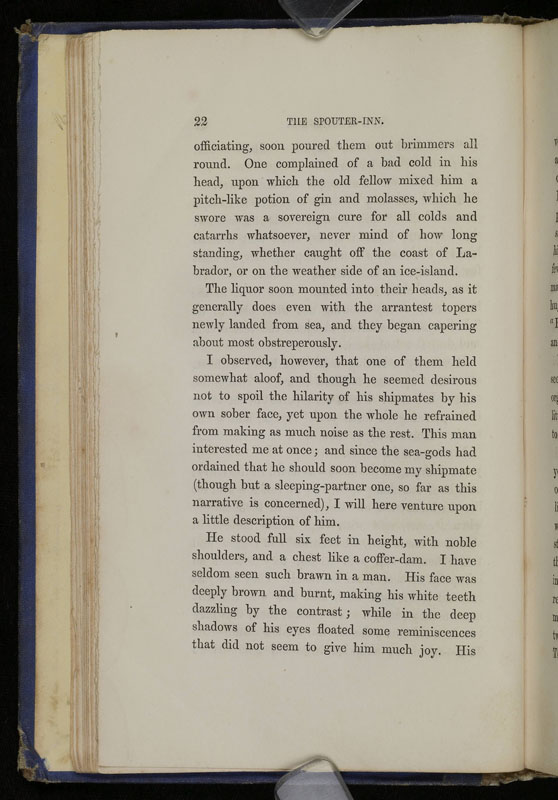 22 THE SPOUTER-INN.
officiating, soon poured them out brimmers all
round. One complained of a bad cold in his
head, upon which the old fellow mixed him a
pitch-like potion of gin and molasses, which he
swore was a sovereign cure for all colds and
catarrhs whatsoever, never mind of how long
standing, whether caught off the coast of La-
brador, or on the weather side of an ice-island.
The liquor soon mounted into their heads, as it
generally does even with the arrantest topers
newly landed from sea, and they began capering
about most obstreperously.
I observed, however, that one of them held
somewhat aloof, and though he seemed desirous
not to spoil the hilarity of his shipmates by his
own sober face, yet upon the whole he refrained
from making as much noise as the rest. This man
interested me at once; and since the sea-gods had
ordained that he should soon become my shipmate
(though but a sleeping-partner one, so far as this
narrative is concerned), I will here venture upon
a little description of him.
He stood full six feet in height, with noble
shoulders, and a chest like a coffer-dam. I have
seldom seen such brawn in a man. His face was
deeply brown and burnt, making his white teeth
dazzling by the contrast; while in the deep
shadows of his eyes floated some reminiscences
that did not seem to give him much joy. His